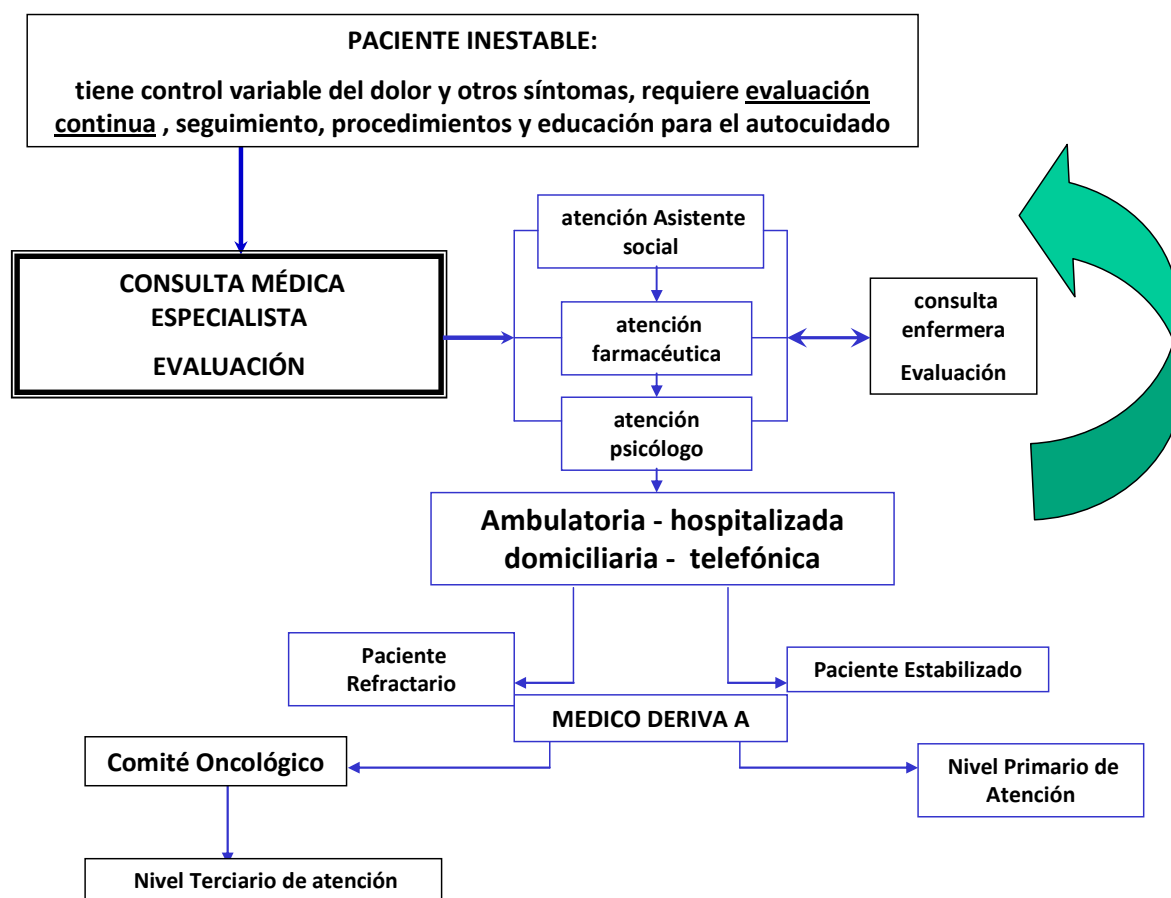 PACIENTE INESTABLE:
tiene control variable del dolor y otros síntomas, requiere evaluación
continua , seguimiento, procedimientos y educación para el autocuidado
atención Asistente
social
CONSULTA MÉDICA
ESPECIALISTA
EVALUACIÓN
atención
farmacéutica
consulta
enfermera
Evaluación
atención
psicólogo
Ambulatoria - hospitalizada
domiciliaria - telefónica
Paciente
Refractario
Paciente Estabilizado
MEDICO DERIVA A
Comité Oncológico
Nivel Primario de
Atención
Nivel Terciario de atención